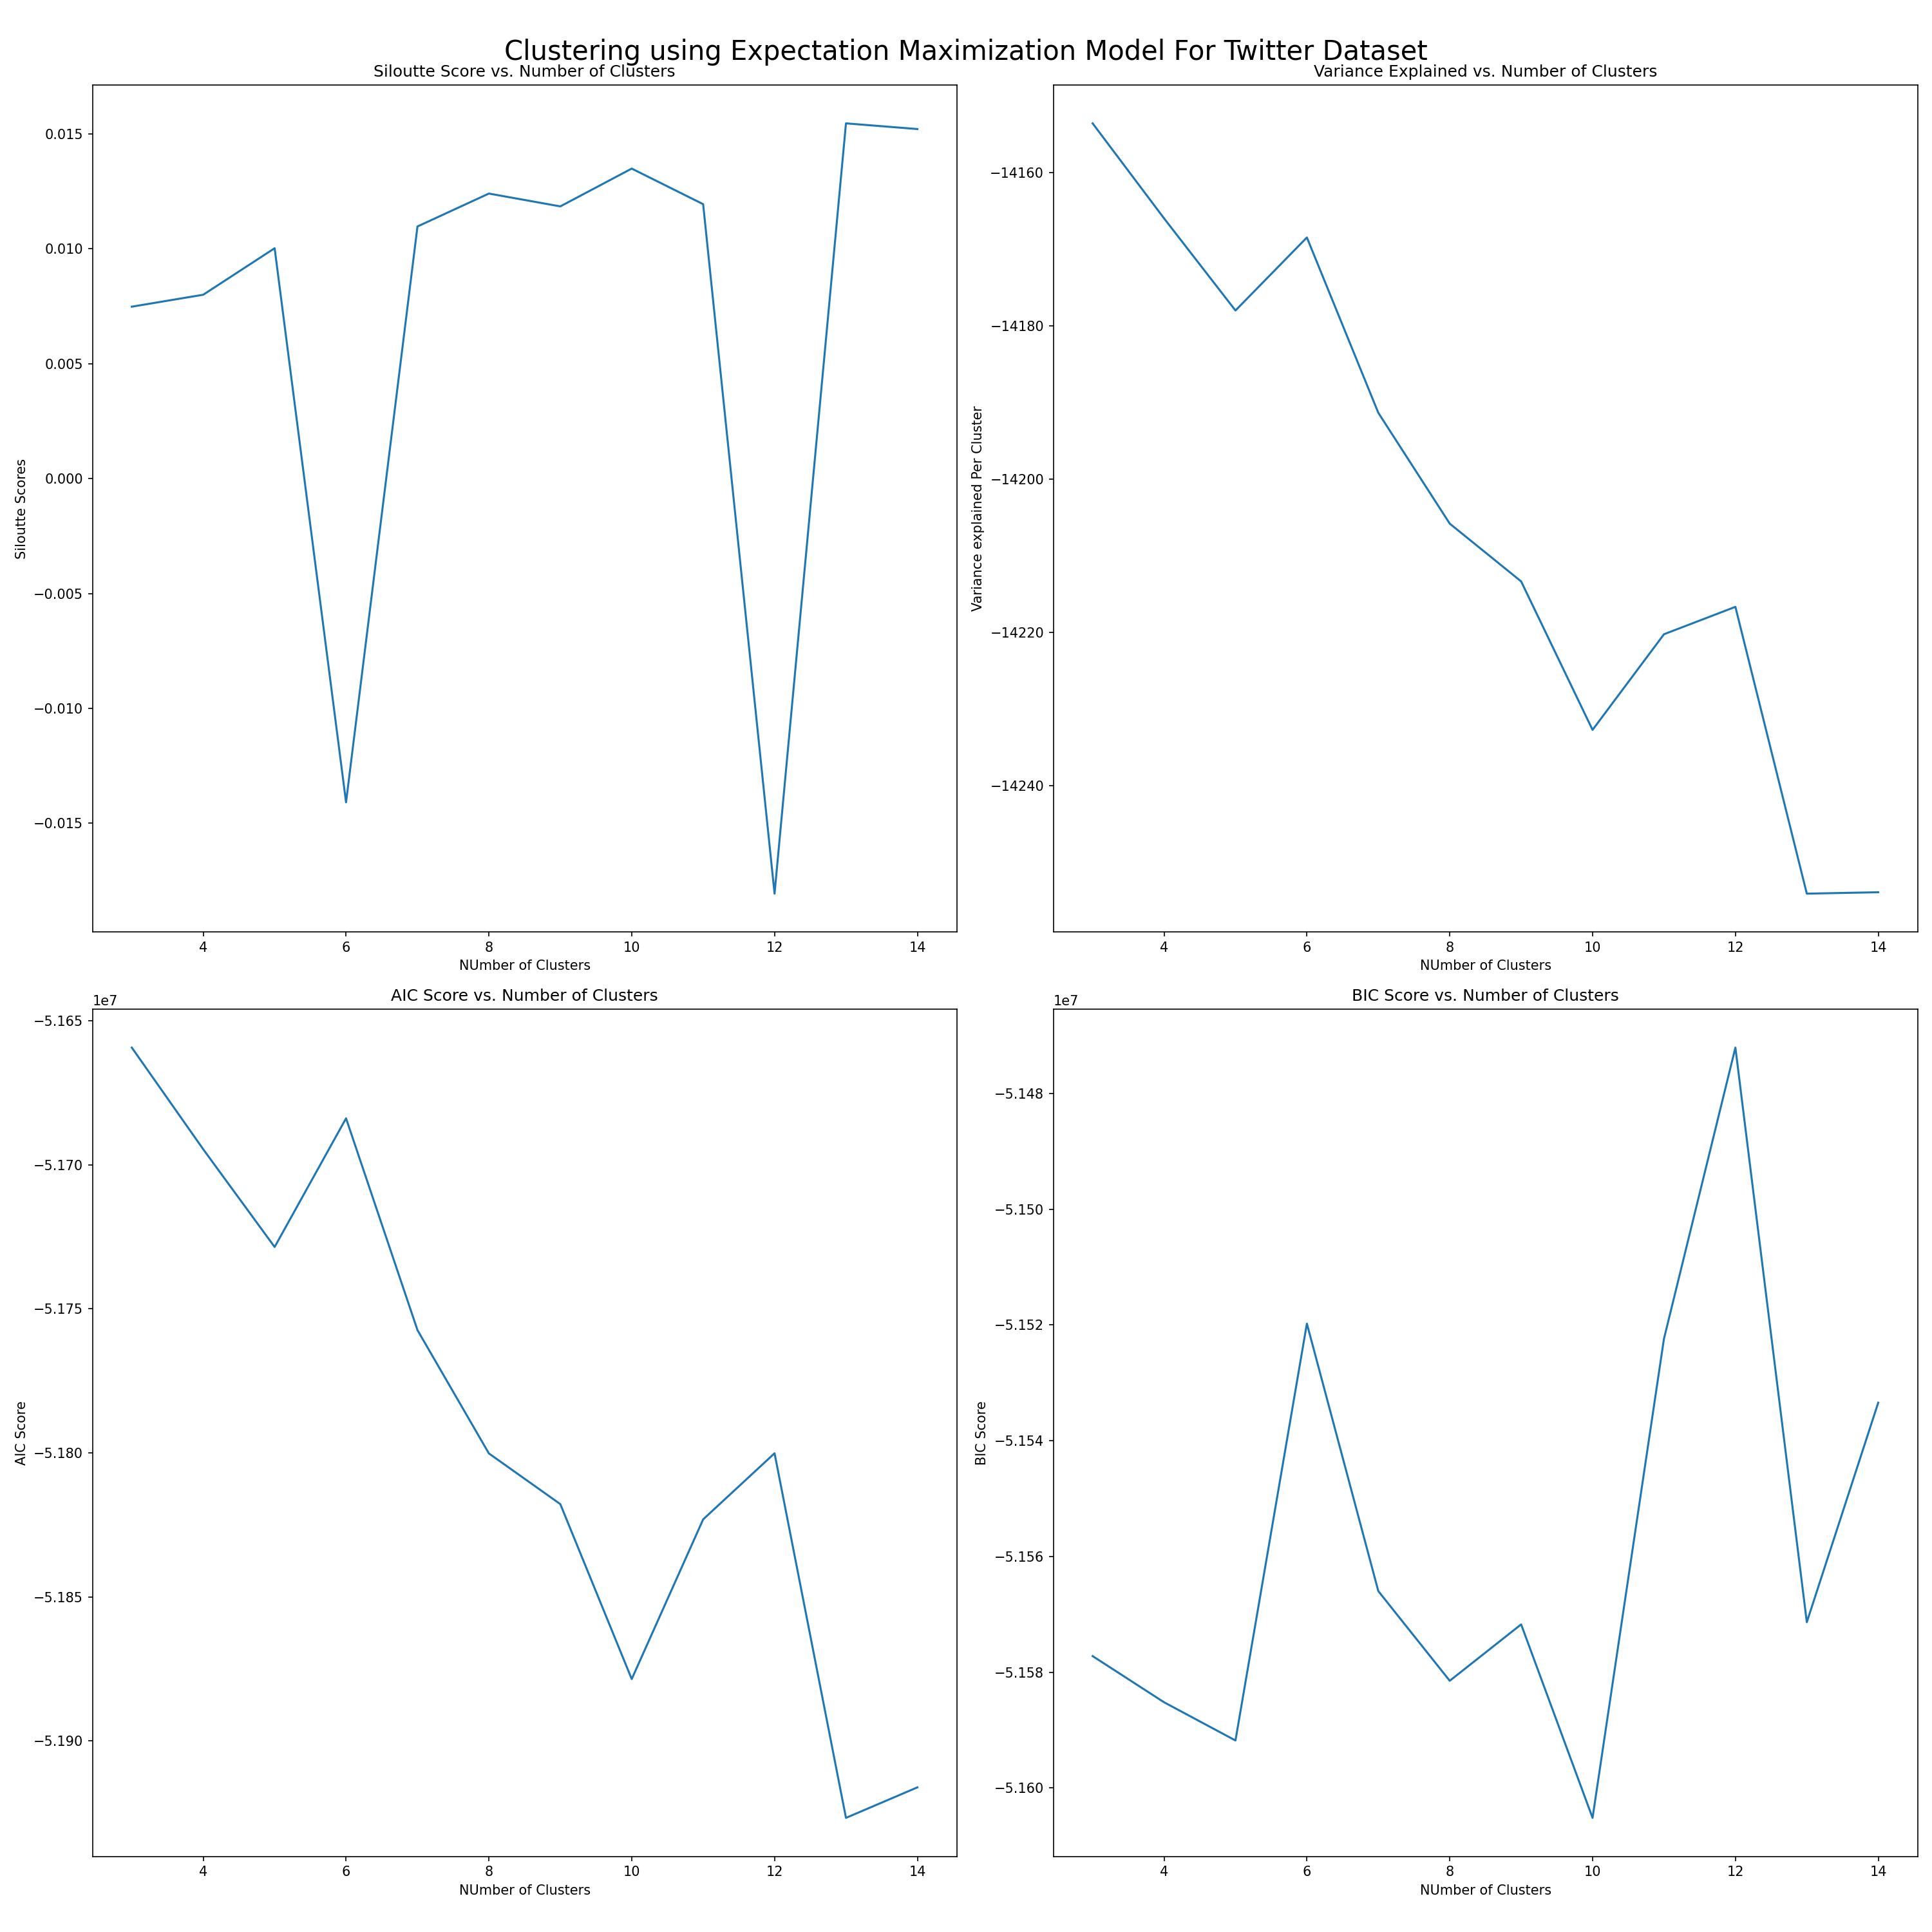 Clustering using Expectation Maximization Model For Twitter Dataset
Siloutte Score vs. Number of Clusters
0.015
0.010
0.005
0.000
−0.005
−0.010
−0.015
Siloutte Scores
4 6 8 10 12 14
NUmber of Clusters
Variance Explained vs. Number of Clusters
−14160
−14180
−14200
−14220
−14240
Variance explained Per Cluster
4 6 8 10 12 14
NUmber of Clusters
AIC Score vs. Number of Clusters
1e7
−5.165
−5.170
−5.175
−5.180
−5.185
−5.190
AIC Score
4 6 8 10 12 14
NUmber of Clusters
BIC Score vs. Number of Clusters
1e7
−5.148
−5.150
−5.152
−5.154
−5.156
−5.158
−5.160
BIC Score
4 6 8 10 12 14
NUmber of Clusters